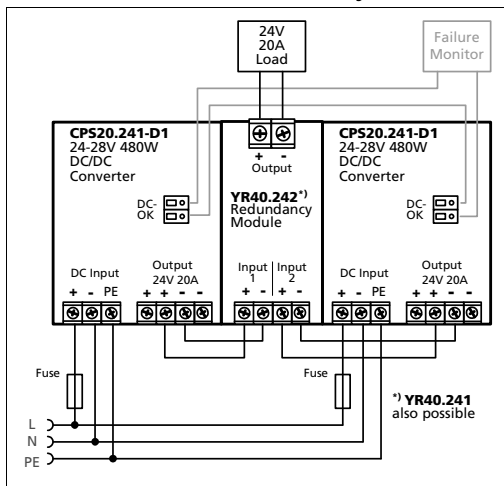 24V
20A
Load
Failure
Monitor
CPS20.241-D1
24-28V 480W
DC/DC
Converter
DC-
OK
DC Input
+ - PE
Output
24V 20A
+ + - -
+ -
Output
YR40.242*)
Redundancy
Module
Input
1
Input
2
+ - + -
CPS20.241-D1
24-28V 480W
DC/DC
Converter
DC-
OK
DC Input
+ - PE
Output
24V 20A
+ + - -
Fuse
Fuse
*) YR40.241
also possible
L
N
PE